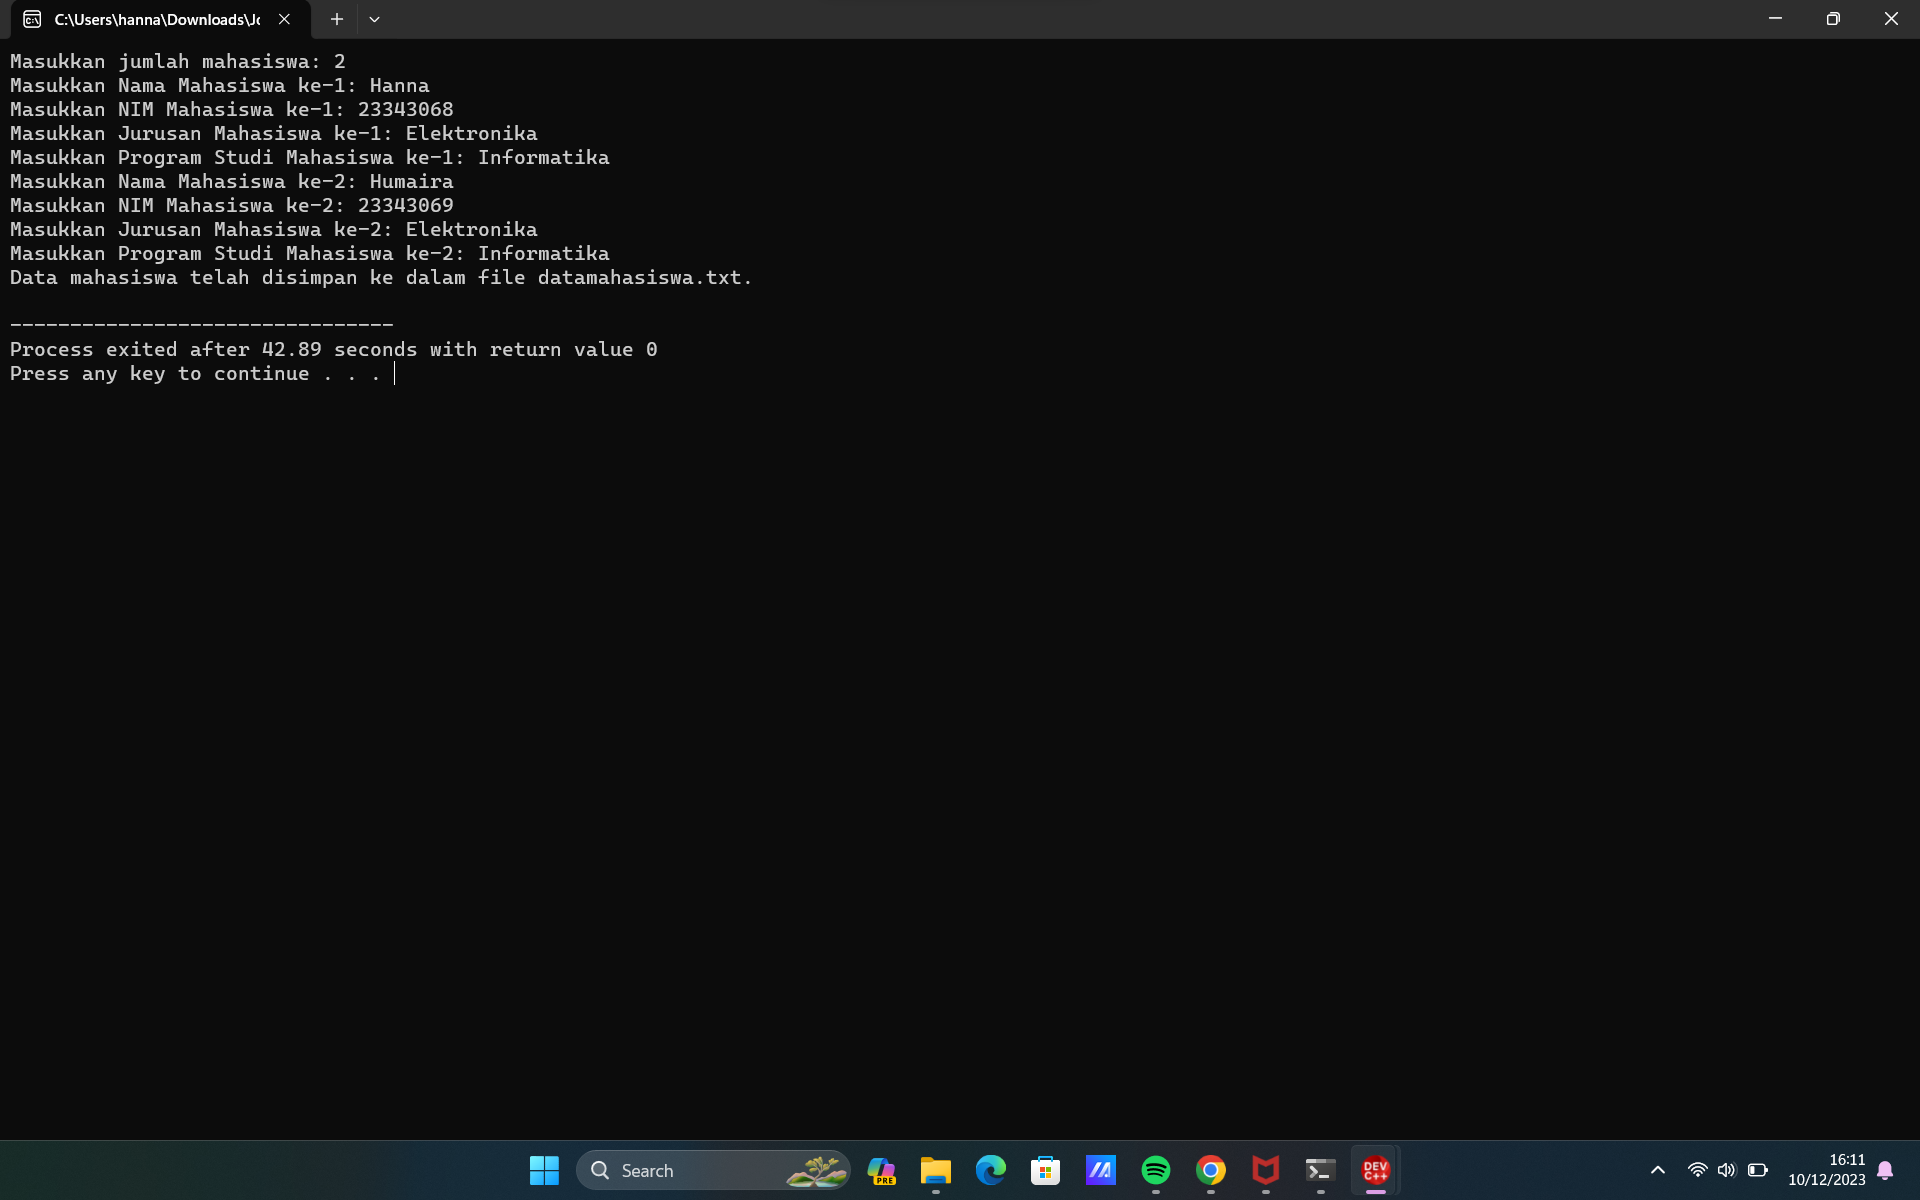 C:\Users\hanna\Downloads\Jo
Masukkan jumlah mahasiswa: 2
Masukkan Nama Mahasiswa ke-1: Hanna
Masukkan NIM Mahasiswa ke-1: 23343068
Masukkan Jurusan Mahasiswa ke-1: Elektronika
Masukkan Program Studi Mahasiswa ke-1: Informatika
Masukkan Nama Mahasiswa ke-2: Humaira
Masukkan NIM Mahasiswa ke-2: 23343069
Masukkan Jurusan Mahasiswa ke-2: Elektronika
Masukkan Program Studi Mahasiswa ke-2: Informatika
Data mahasiswa telah disimpan ke dalam file datamahasiswa.txt.
--------------------------------
Process exited after 42.89 seconds with return value 0
Press any key to continue . . .
Search
PRE
DEV
C++
16:11
10/12/2023